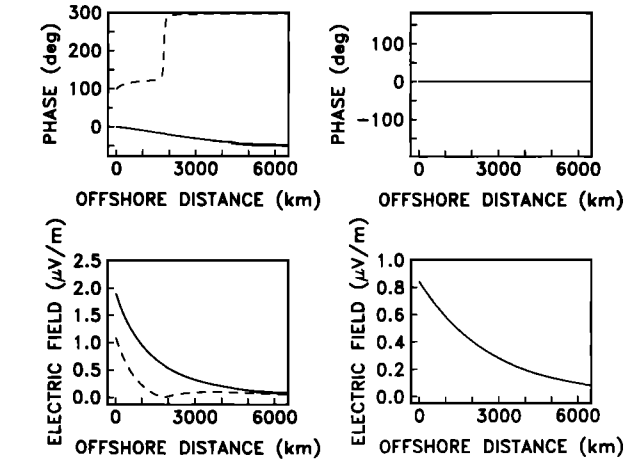 300
200
100
0
PHASE (deg)
0 3000 6000
OFFSHORE DISTANCE (km)
100
0
-100
PHASE (deg)
0 3000 6000
OFFSHORE DISTANCE (km)
2.5
2.0
1.5
1.0
0.5
0.0
ELECTRIC FIELD (μV/m)
0 3000 6000
OFFSHORE DISTANCE (km)
1.0
0.8
0.6
0.4
0.2
0.0
ELECTRIC FIELD (μV/m)
0 3000 6000
OFFSHORE DISTANCE (km)